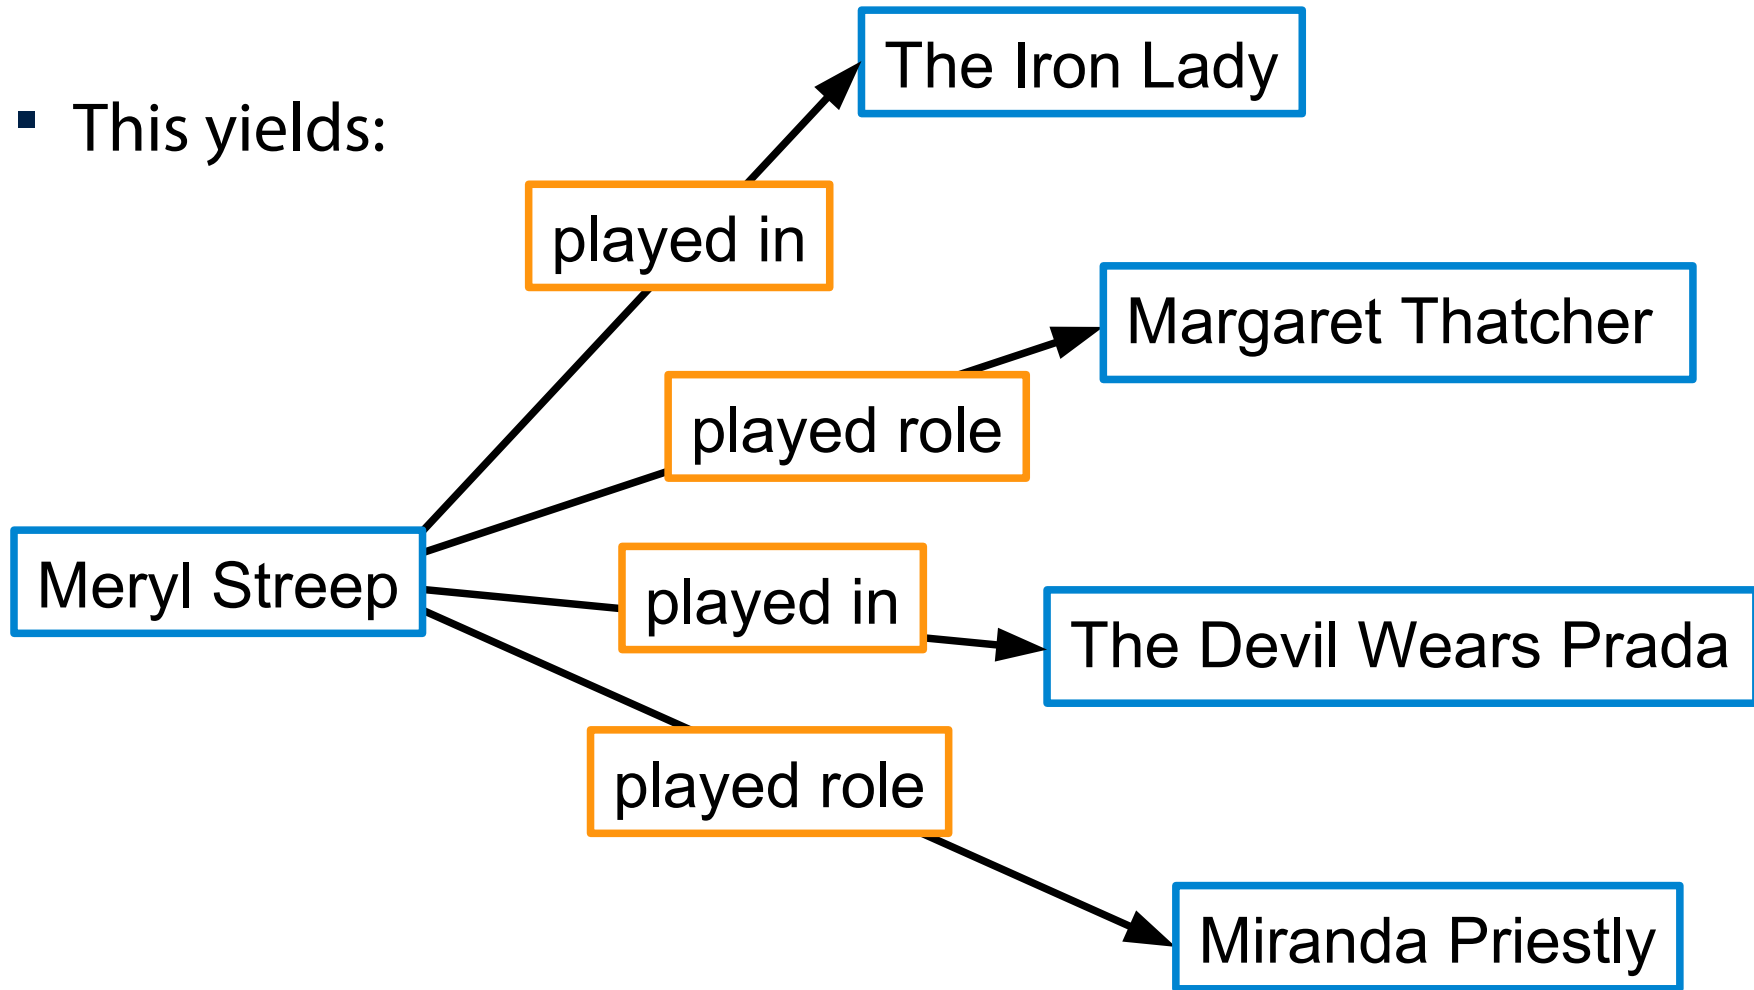 The Iron Lady
▪ This yields:
played in
Margaret Thatcher
played role
Meryl Streep
played in
The Devil Wears Prada
played role
Miranda Priestly